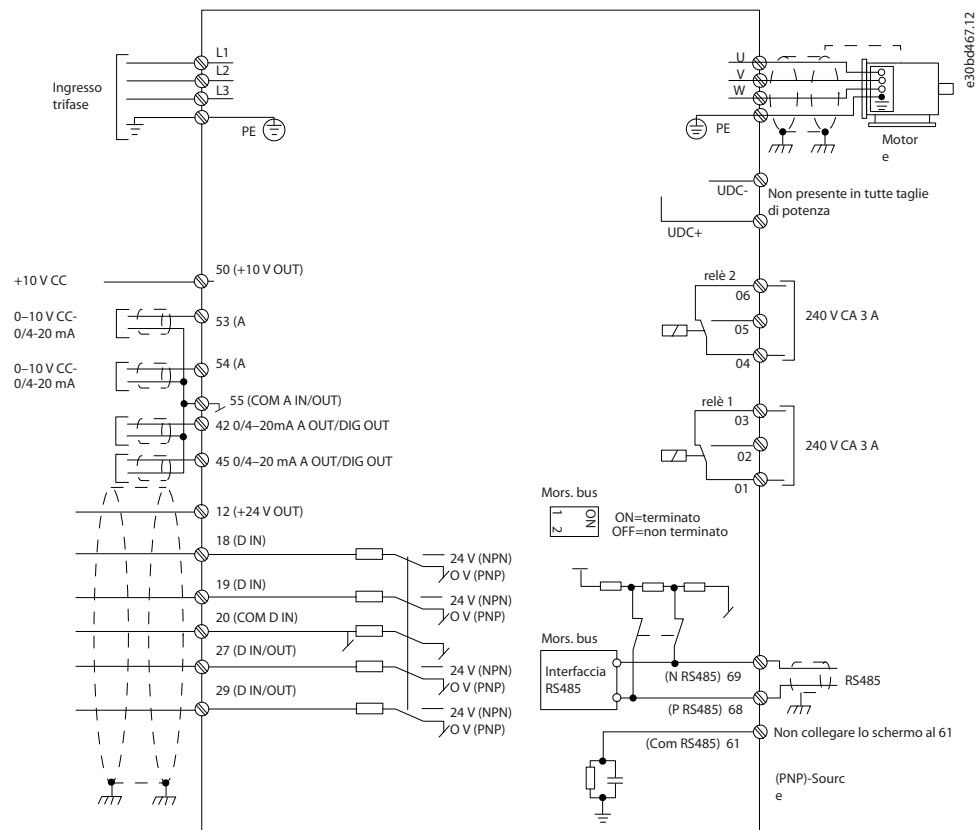 e30bd467.12
L1
L2
L3
Ingresso
trifase
PE
U
V
W
PE
Motor
e
UDC-
Non presente in tutte taglie
di potenza
UDC+
+10 V CC
50 (+10 V OUT)
0–10 V CC-
0/4-20 mA
53 (A
0–10 V CC-
0/4-20 mA
54 (A
55 (COM A IN/OUT)
42 0/4–20mA A OUT/DIG OUT
45 0/4–20 mA A OUT/DIG OUT
12 (+24 V OUT)
18 (D IN)
24 V (NPN)
O V (PNP)
19 (D IN)
24 V (NPN)
O V (PNP)
20 (COM D IN)
27 (D IN/OUT)
24 V (NPN)
O V (PNP)
29 (D IN/OUT)
24 V (NPN)
O V (PNP)
relè 2
06
05
04
240 V CA 3 A
relè 1
03
02
01
240 V CA 3 A
Mors. bus
1 2
ON
ON=terminato
OFF=non terminato
Mors. bus
Interfaccia
RS485
(N RS485) 69
RS485
(P RS485) 68
(Com RS485) 61
Non collegare lo schermo al 61
(PNP)-Sourc
e